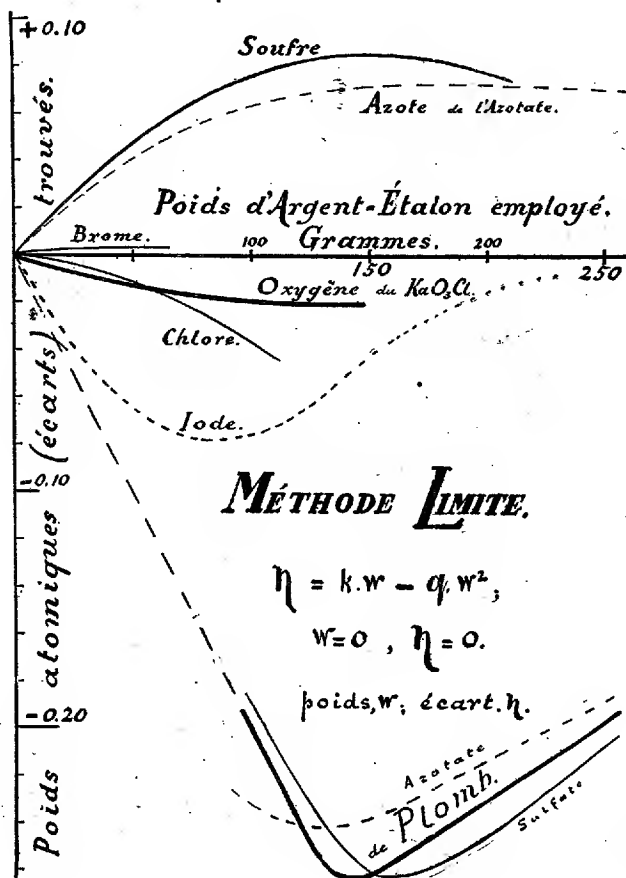 +0.10
Soufre
Azote de l'Azotate.
Poids d'Argent-Étalon employé.
Grammes.
Brome.
100
200
150
250
Oxygène du KaO3Cl.
Chlore.
Iode.
-0.10
MÉTHODE LIMITE.
η = k.w – q.w²;
w=0 , η=0.
poids, w; écart. η.
-0.20
Azotate
de Plomb.
Sulfate
Poids atomiques (écarts) trouvés.